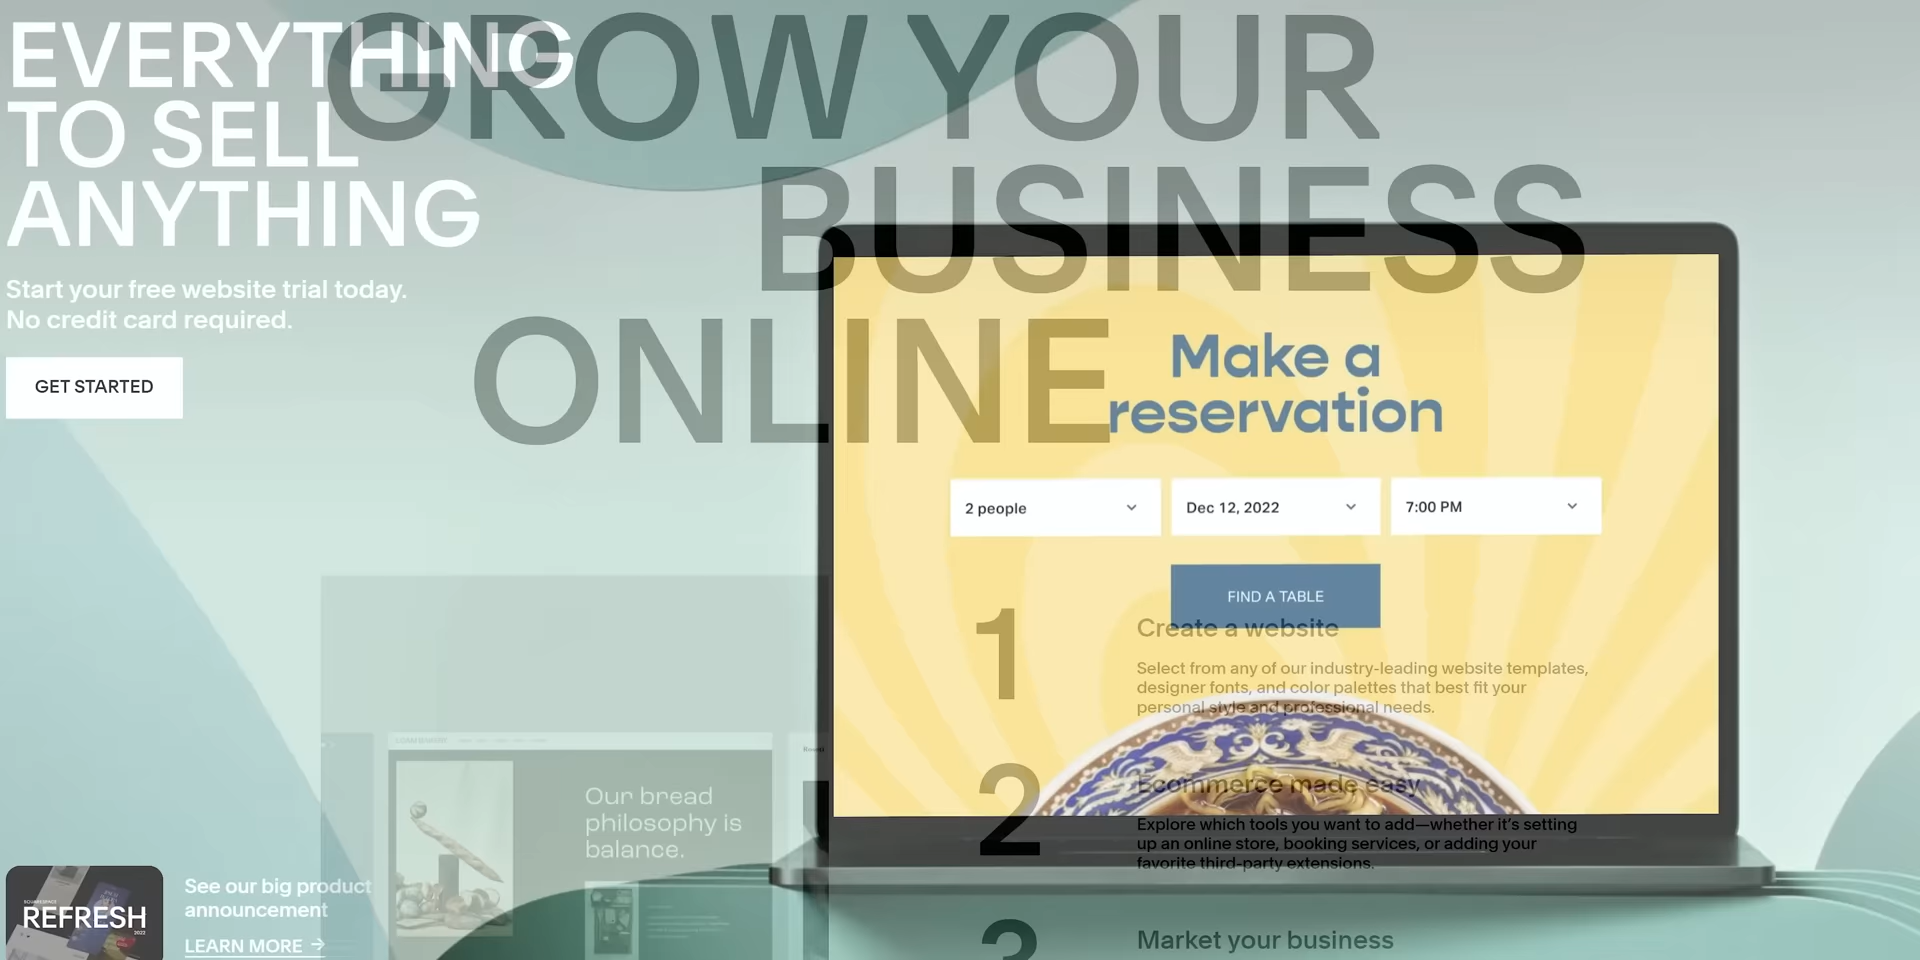 EVERYTHING
TO SELL
ANYTHING
Start your free website trial today.
No credit card required.
GET STARTED
GROW YOUR
BUSINESS
ONLINE
Make a
reservation
2 people
Dec 12, 2022
7:00 PM
FIND A TABLE
1
Create a website
Select from any of our industry-leading website templates,
designer fonts, and color palettes that best fit your
personal style and professional needs.
2
Ecommerce made easy
Explore which tools you want to add—whether it's setting
up an online store, booking services, or adding your
favorite third-party extensions.
3
Market your business
Our bread
philosophy is
balance.
SQUARESPACE
REFRESH
2022
See our big product
announcement
LEARN MORE →